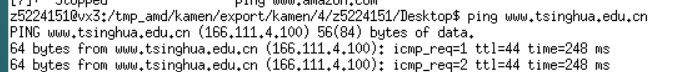 [7]+  Stopped                 ping www.amazon.com
z5224151@vx3:/tmp_amd/kamen/export/kamen/4/z5224151/Desktop$ ping www.tsinghua.edu.cn
PING www.tsinghua.edu.cn (166.111.4.100) 56(84) bytes of data.
64 bytes from www.tsinghua.edu.cn (166.111.4.100): icmp_req=1 ttl=44 time=248 ms
64 bytes from www.tsinghua.edu.cn (166.111.4.100): icmp_req=2 ttl=44 time=248 ms